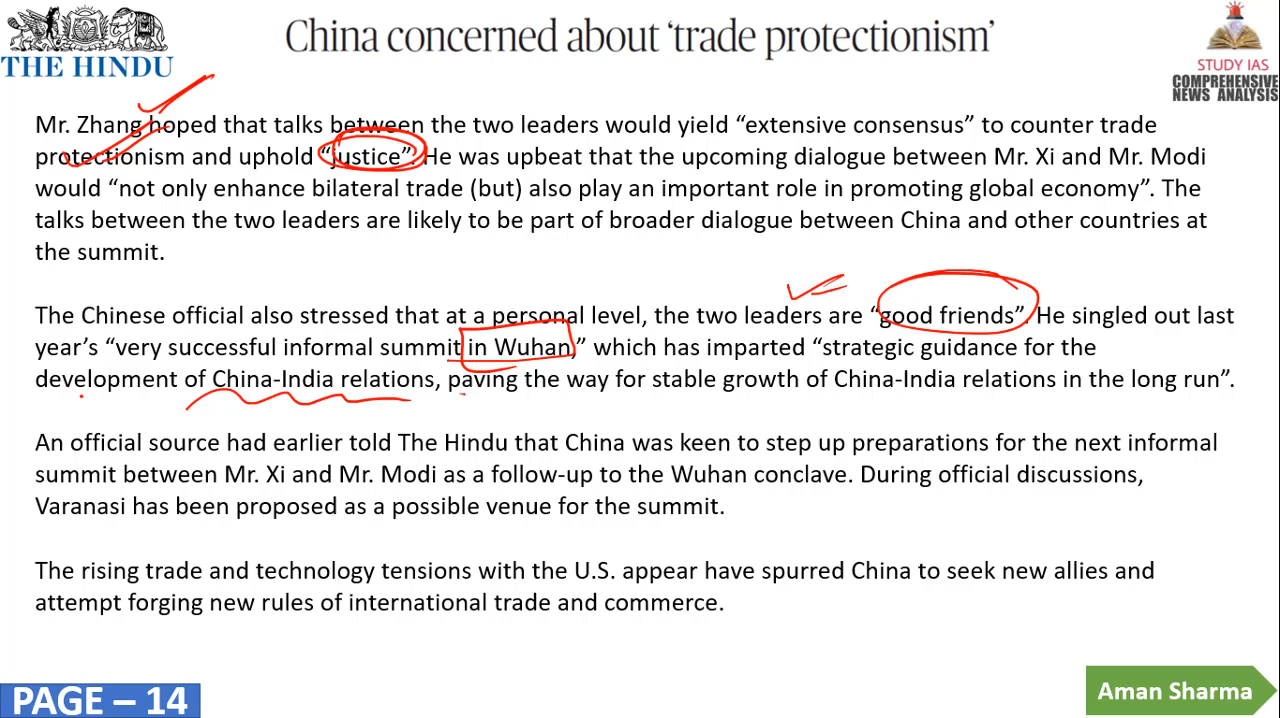 China concerned about ‘trade protectionism’
THE HINDU
STUDY IAS
COMPREHENSIVE
NEWS ANALYSIS
Mr. Zhang hoped that talks between the two leaders would yield “extensive consensus” to counter trade
protectionism and uphold “justice”. He was upbeat that the upcoming dialogue between Mr. Xi and Mr. Modi
would “not only enhance bilateral trade (but) also play an important role in promoting global economy”. The
talks between the two leaders are likely to be part of broader dialogue between China and other countries at
the summit.
The Chinese official also stressed that at a personal level, the two leaders are “good friends”. He singled out last
year’s “very successful informal summit in Wuhan,” which has imparted “strategic guidance for the
development of China-India relations, paving the way for stable growth of China-India relations in the long run”.
An official source had earlier told The Hindu that China was keen to step up preparations for the next informal
summit between Mr. Xi and Mr. Modi as a follow-up to the Wuhan conclave. During official discussions,
Varanasi has been proposed as a possible venue for the summit.
The rising trade and technology tensions with the U.S. appear have spurred China to seek new allies and
attempt forging new rules of international trade and commerce.
PAGE – 14
Aman Sharma